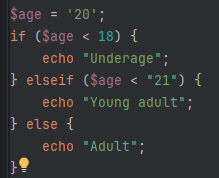 $age = '20';
if ($age < 18) {
    echo "Underage";
} elseif ($age < "21") {
    echo "Young adult";
} else {
    echo "Adult";
}